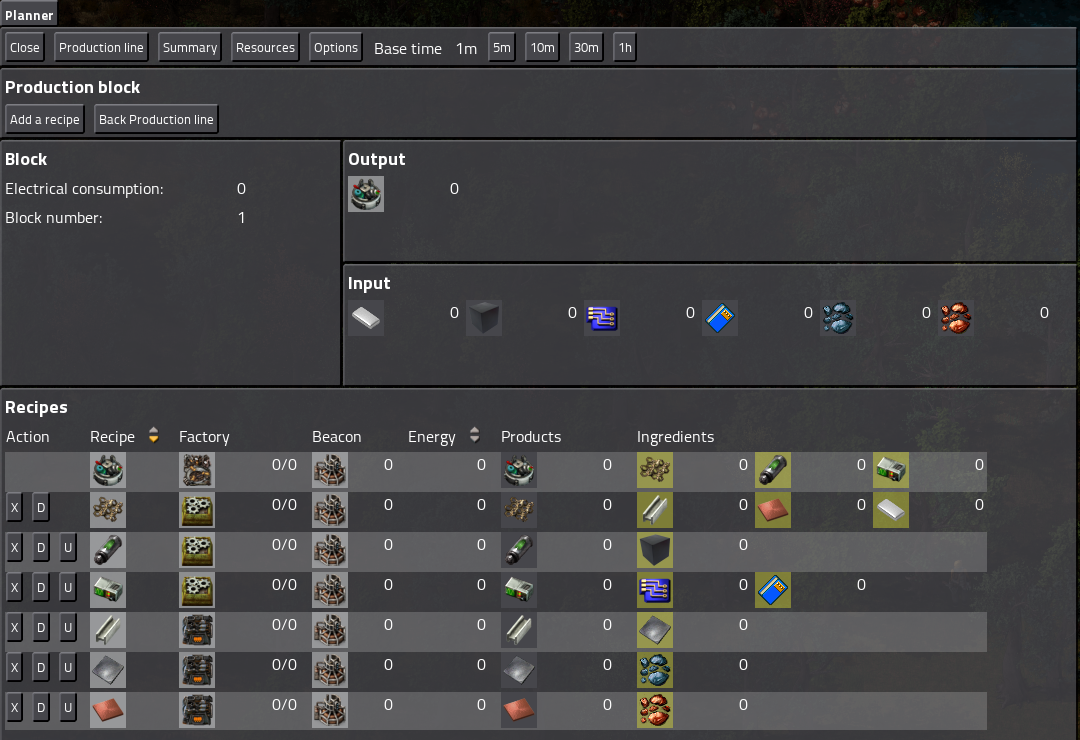 Planner
Close Production line Summary Resources Options Base time 1m 5m 10m 30m 1h
Production block
Add a recipe Back Production line
Block
Electrical consumption: 0
Block number: 1
Output
0
Input
0 0 0 0 0 0
Recipes
Action Recipe Factory Beacon Energy Products Ingredients
0/0 0 0 0 0 0 0
X D 0/0 0 0 0 0 0 0
X D U 0/0 0 0 0 0
X D U 0/0 0 0 0 0 0
X D U 0/0 0 0 0 0
X D U 0/0 0 0 0 0
X D U 0/0 0 0 0 0